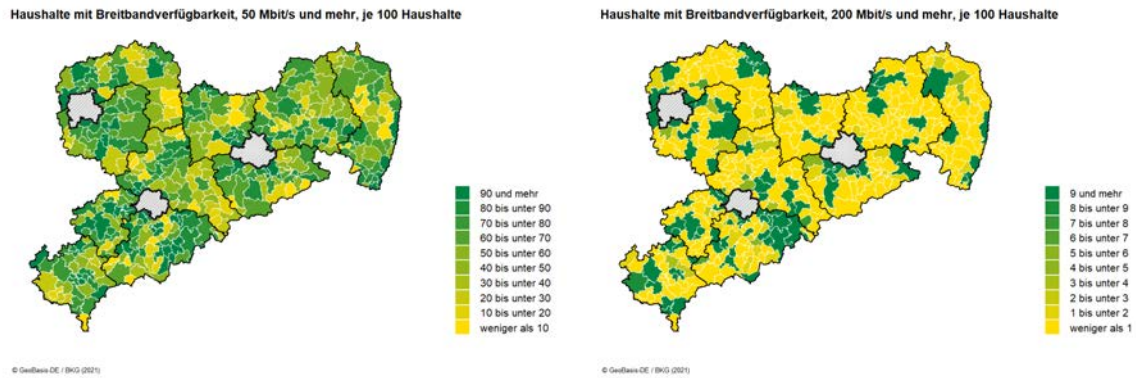 Haushalte mit Breitbandverfügbarkeit, 50 Mbit/s und mehr, je 100 Haushalte
90 und mehr
80 bis unter 90
70 bis unter 80
60 bis unter 70
50 bis unter 60
40 bis unter 50
30 bis unter 40
20 bis unter 30
10 bis unter 20
weniger als 10
© GeoBasis-DE / BKG (2021)
Haushalte mit Breitbandverfügbarkeit, 200 Mbit/s und mehr, je 100 Haushalte
9 und mehr
8 bis unter 9
7 bis unter 8
6 bis unter 7
5 bis unter 6
4 bis unter 5
3 bis unter 4
2 bis unter 3
1 bis unter 2
weniger als 1
© GeoBasis-DE / BKG (2021)